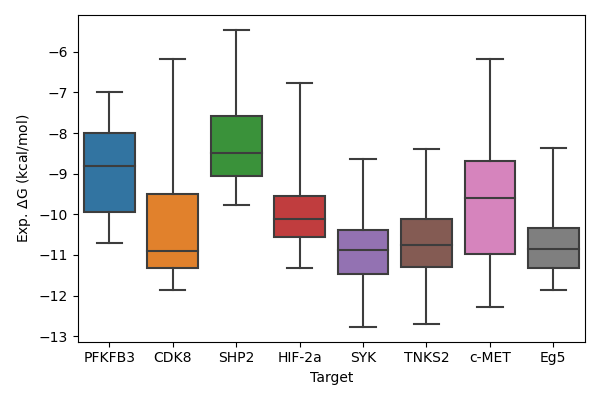 Exp. ΔG (kcal/mol)
−6
−7
−8
−9
−10
−11
−12
−13
PFKFB3 CDK8 SHP2 HIF-2a SYK TNKS2 c-MET Eg5
Target